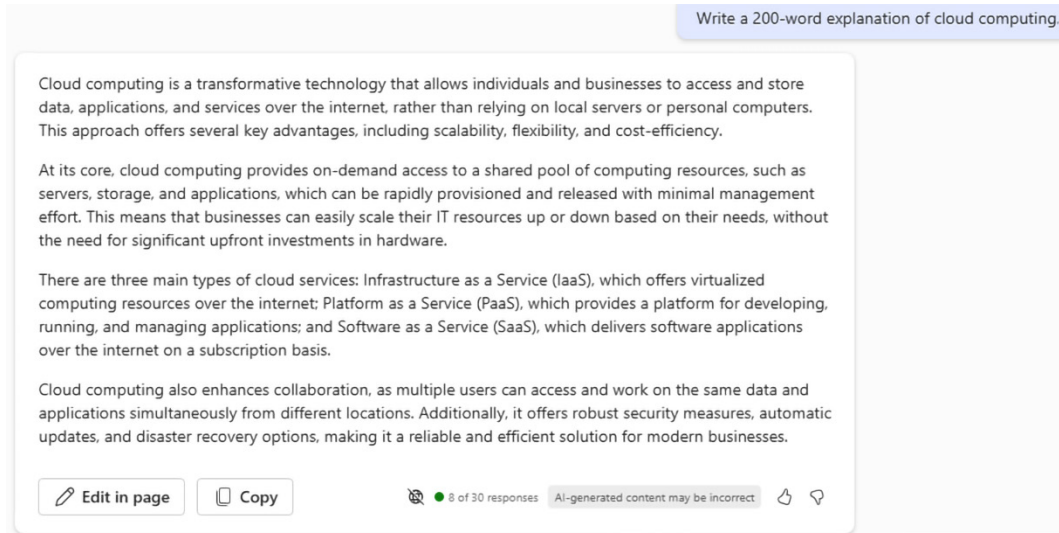 Write a 200-word explanation of cloud computing.
Cloud computing is a transformative technology that allows individuals and businesses to access and store
data, applications, and services over the internet, rather than relying on local servers or personal computers.
This approach offers several key advantages, including scalability, flexibility, and cost-efficiency.
At its core, cloud computing provides on-demand access to a shared pool of computing resources, such as
servers, storage, and applications, which can be rapidly provisioned and released with minimal management
effort. This means that businesses can easily scale their IT resources up or down based on their needs, without
the need for significant upfront investments in hardware.
There are three main types of cloud services: Infrastructure as a Service (IaaS), which offers virtualized
computing resources over the internet; Platform as a Service (PaaS), which provides a platform for developing,
running, and managing applications; and Software as a Service (SaaS), which delivers software applications
over the internet on a subscription basis.
Cloud computing also enhances collaboration, as multiple users can access and work on the same data and
applications simultaneously from different locations. Additionally, it offers robust security measures, automatic
updates, and disaster recovery options, making it a reliable and efficient solution for modern businesses.
Edit in page Copy 8 of 30 responses AI-generated content may be incorrect